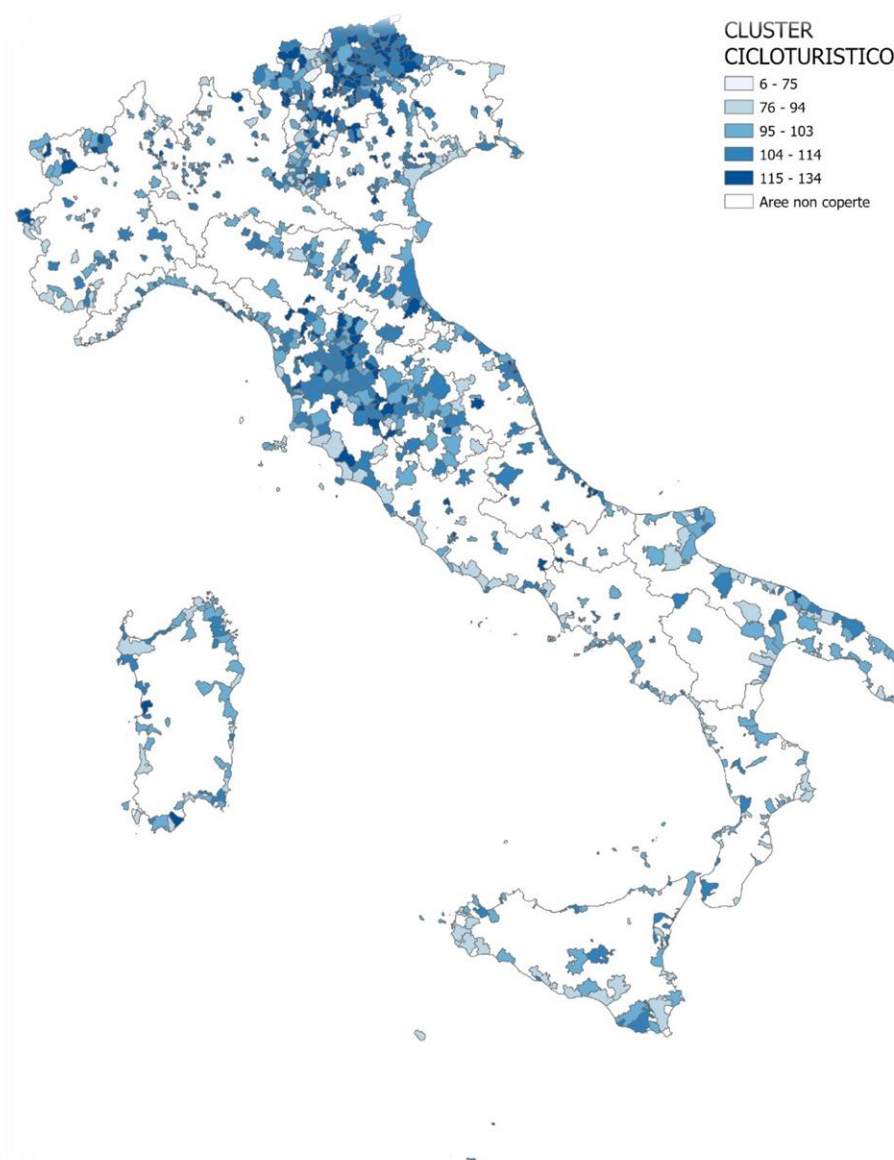 CLUSTER
CICLOTURISTICO
6 - 75
76 - 94
95 - 103
104 - 114
115 - 134
Aree non coperte